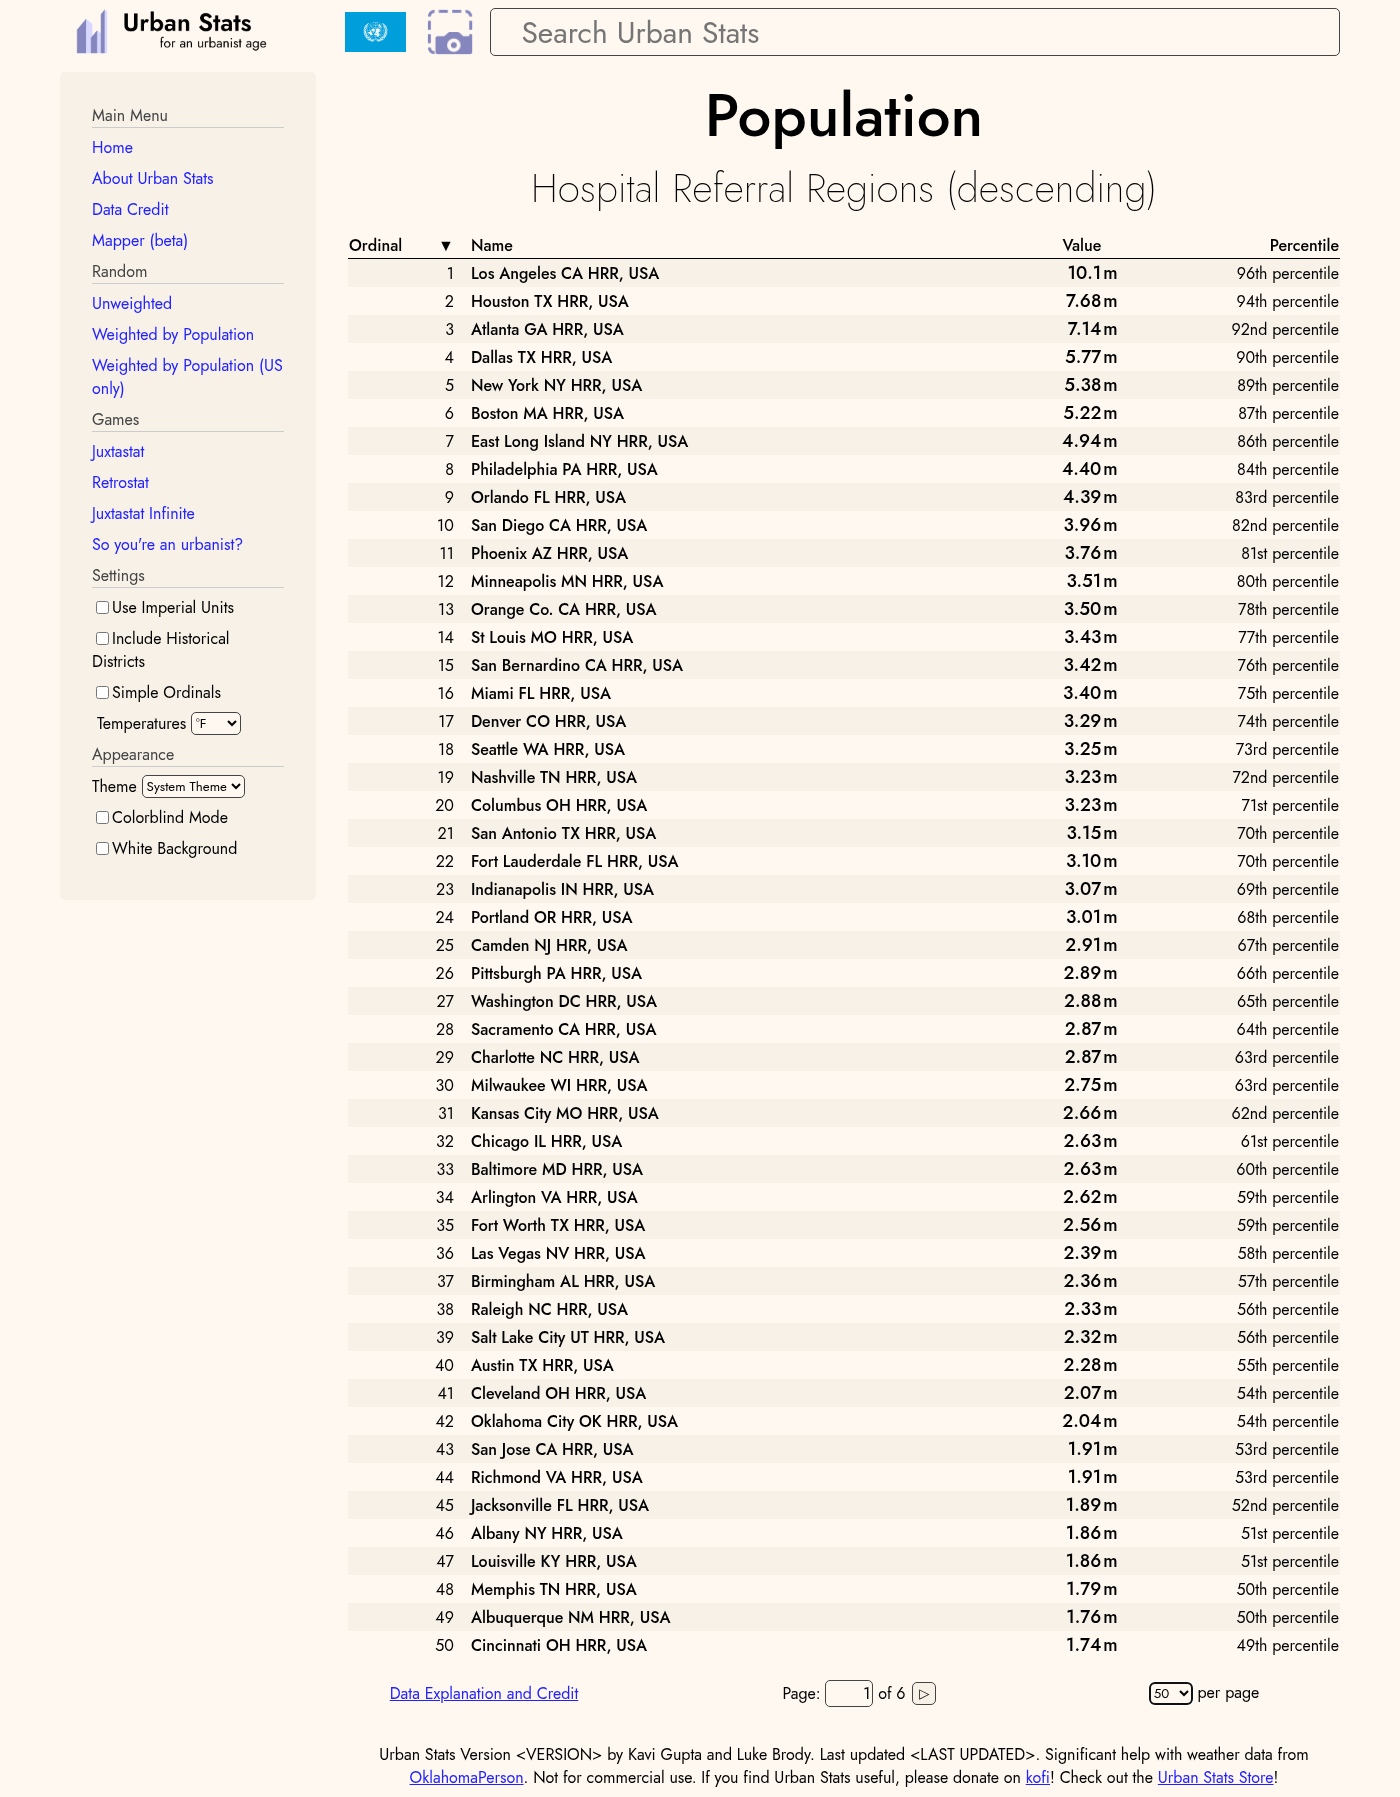 Urban Stats
for an urbanist age
Search Urban Stats
Main Menu
Home
About Urban Stats
Data Credit
Mapper (beta)
Random
Unweighted
Weighted by Population
Weighted by Population (US
only)
Games
Juxtastat
Retrostat
Juxtastat Infinite
So you're an urbanist?
Settings
Use Imperial Units
Include Historical
Districts
Simple Ordinals
Temperatures °F
Appearance
Theme System Theme
Colorblind Mode
White Background
Population
Hospital Referral Regions (descending)
Ordinal ▼ Name Value Percentile
1 Los Angeles CA HRR, USA 10.1m 96th percentile
2 Houston TX HRR, USA 7.68m 94th percentile
3 Atlanta GA HRR, USA 7.14m 92nd percentile
4 Dallas TX HRR, USA 5.77m 90th percentile
5 New York NY HRR, USA 5.38m 89th percentile
6 Boston MA HRR, USA 5.22m 87th percentile
7 East Long Island NY HRR, USA 4.94m 86th percentile
8 Philadelphia PA HRR, USA 4.40m 84th percentile
9 Orlando FL HRR, USA 4.39m 83rd percentile
10 San Diego CA HRR, USA 3.96m 82nd percentile
11 Phoenix AZ HRR, USA 3.76m 81st percentile
12 Minneapolis MN HRR, USA 3.51m 80th percentile
13 Orange Co. CA HRR, USA 3.50m 78th percentile
14 St Louis MO HRR, USA 3.43m 77th percentile
15 San Bernardino CA HRR, USA 3.42m 76th percentile
16 Miami FL HRR, USA 3.40m 75th percentile
17 Denver CO HRR, USA 3.29m 74th percentile
18 Seattle WA HRR, USA 3.25m 73rd percentile
19 Nashville TN HRR, USA 3.23m 72nd percentile
20 Columbus OH HRR, USA 3.23m 71st percentile
21 San Antonio TX HRR, USA 3.15m 70th percentile
22 Fort Lauderdale FL HRR, USA 3.10m 70th percentile
23 Indianapolis IN HRR, USA 3.07m 69th percentile
24 Portland OR HRR, USA 3.01m 68th percentile
25 Camden NJ HRR, USA 2.91m 67th percentile
26 Pittsburgh PA HRR, USA 2.89m 66th percentile
27 Washington DC HRR, USA 2.88m 65th percentile
28 Sacramento CA HRR, USA 2.87m 64th percentile
29 Charlotte NC HRR, USA 2.87m 63rd percentile
30 Milwaukee WI HRR, USA 2.75m 63rd percentile
31 Kansas City MO HRR, USA 2.66m 62nd percentile
32 Chicago IL HRR, USA 2.63m 61st percentile
33 Baltimore MD HRR, USA 2.63m 60th percentile
34 Arlington VA HRR, USA 2.62m 59th percentile
35 Fort Worth TX HRR, USA 2.56m 59th percentile
36 Las Vegas NV HRR, USA 2.39m 58th percentile
37 Birmingham AL HRR, USA 2.36m 57th percentile
38 Raleigh NC HRR, USA 2.33m 56th percentile
39 Salt Lake City UT HRR, USA 2.32m 56th percentile
40 Austin TX HRR, USA 2.28m 55th percentile
41 Cleveland OH HRR, USA 2.07m 54th percentile
42 Oklahoma City OK HRR, USA 2.04m 54th percentile
43 San Jose CA HRR, USA 1.91m 53rd percentile
44 Richmond VA HRR, USA 1.91m 53rd percentile
45 Jacksonville FL HRR, USA 1.89m 52nd percentile
46 Albany NY HRR, USA 1.86m 51st percentile
47 Louisville KY HRR, USA 1.86m 51st percentile
48 Memphis TN HRR, USA 1.79m 50th percentile
49 Albuquerque NM HRR, USA 1.76m 50th percentile
50 Cincinnati OH HRR, USA 1.74m 49th percentile
Data Explanation and Credit Page: 1 of 6 ▷ 50 per page
Urban Stats Version <VERSION> by Kavi Gupta and Luke Brody. Last updated <LAST UPDATED>. Significant help with weather data from
OklahomaPerson. Not for commercial use. If you find Urban Stats useful, please donate on kofi! Check out the Urban Stats Store!